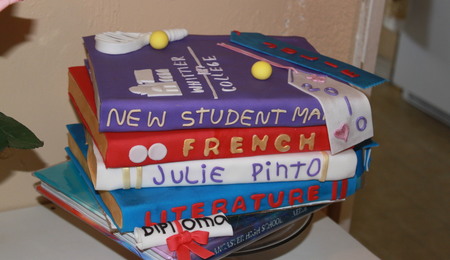 WHITTIER
COLLEGE
NEW STUDENT MA
FRENCH
JULIE PINTO
LITERATURE II
DIPLOMA